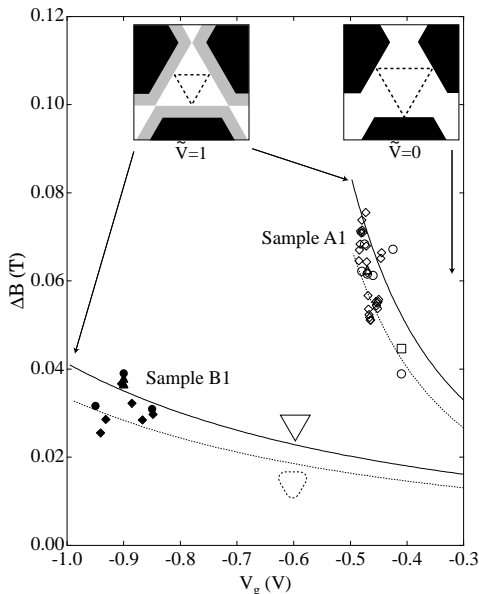 0.12
0.10
0.08
0.06
0.04
0.02
0.00
ΔB (T)
Ṽ=1
Ṽ=0
Sample A1
Sample B1
-1.0 -0.9 -0.8 -0.7 -0.6 -0.5 -0.4 -0.3
V_g (V)